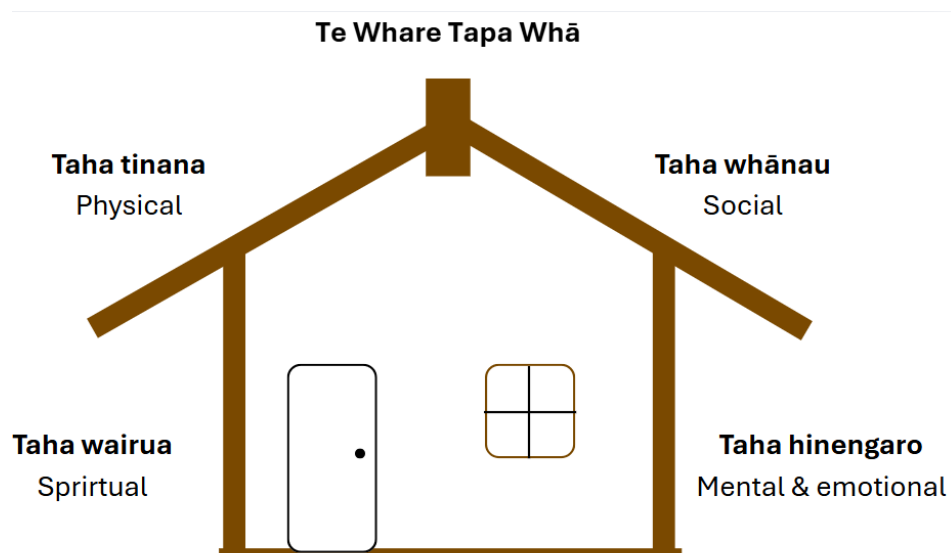 Te Whare Tapa Whā
Taha tinana
Physical
Taha whānau
Social
Taha wairua
Sprirtual
Taha hinengaro
Mental & emotional